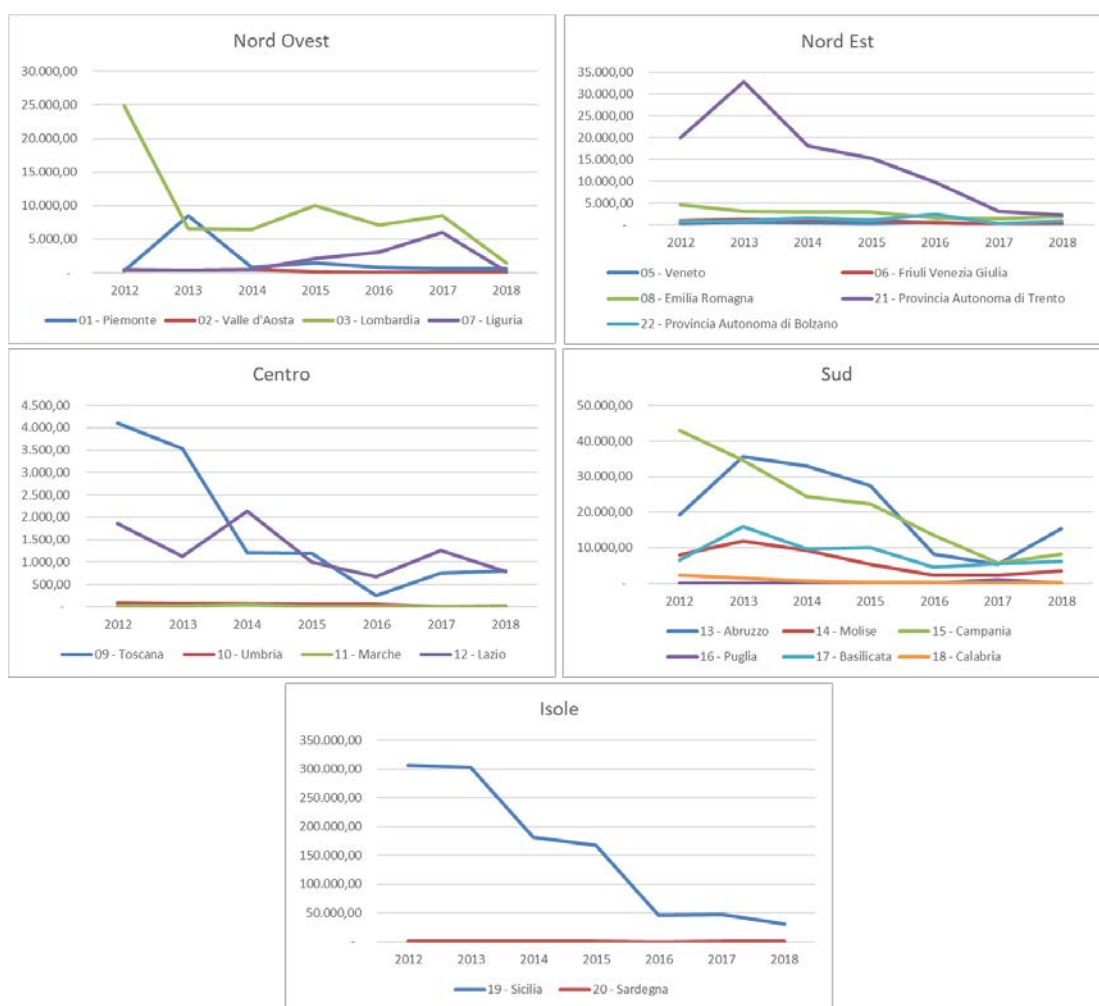 Nord Ovest
30.000,00
25.000,00
20.000,00
15.000,00
10.000,00
5.000,00
-
2012 2013 2014 2015 2016 2017 2018
01 - Piemonte 02 - Valle d'Aosta 03 - Lombardia 07 - Liguria
Nord Est
35.000,00
30.000,00
25.000,00
20.000,00
15.000,00
10.000,00
5.000,00
-
2012 2013 2014 2015 2016 2017 2018
05 - Veneto 06 - Friuli Venezia Giulia
08 - Emilia Romagna 21 - Provincia Autonoma di Trento
22 - Provincia Autonoma di Bolzano
Centro
4.500,00
4.000,00
3.500,00
3.000,00
2.500,00
2.000,00
1.500,00
1.000,00
500,00
-
2012 2013 2014 2015 2016 2017 2018
09 - Toscana 10 - Umbria 11 - Marche 12 - Lazio
Sud
50.000,00
40.000,00
30.000,00
20.000,00
10.000,00
-
2012 2013 2014 2015 2016 2017 2018
13 - Abruzzo 14 - Molise 15 - Campania
16 - Puglia 17 - Basilicata 18 - Calabria
Isole
350.000,00
300.000,00
250.000,00
200.000,00
150.000,00
100.000,00
50.000,00
-
2012 2013 2014 2015 2016 2017 2018
19 - Sicilia 20 - Sardegna